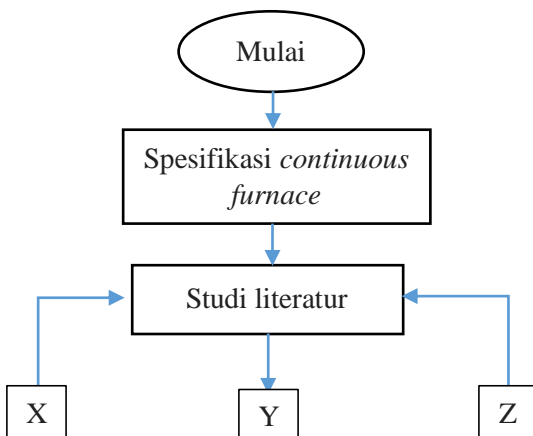 Mulai
Spesifikasi continuous
furnace
Studi literatur
X
Y
Z